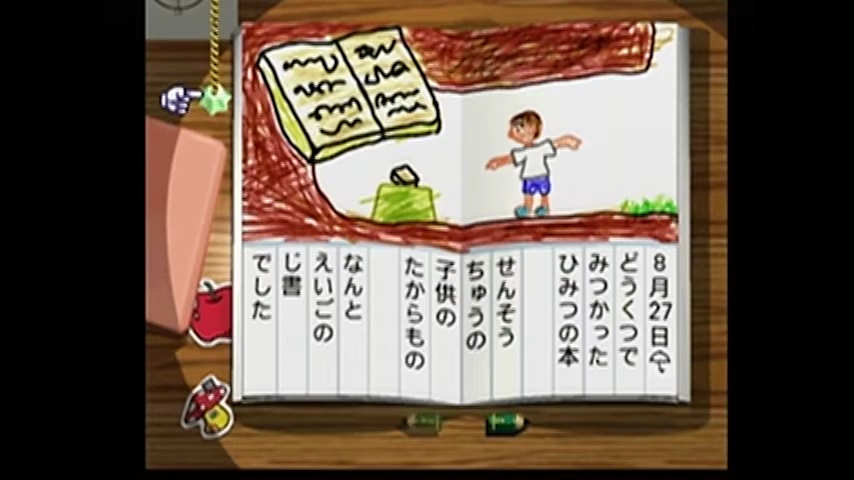 8月27日☂
どうくつで
みつかった
ひみつの本
せんそう
ちゅうの
子供の
たからもの
なんと
えいごの
じ書
でした